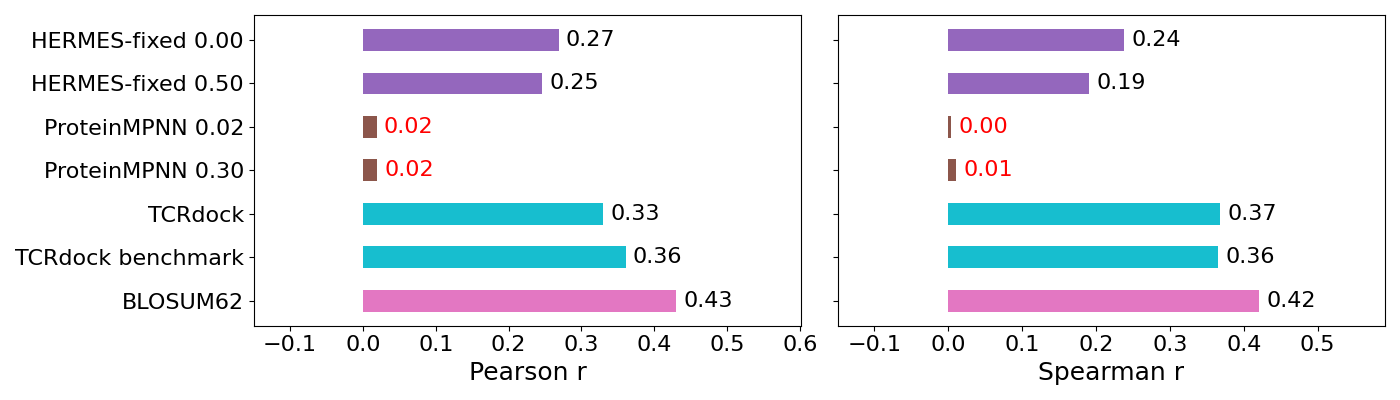 HERMES-fixed 0.00 0.27 0.24
HERMES-fixed 0.50 0.25 0.19
ProteinMPNN 0.02 0.02 0.00
ProteinMPNN 0.30 0.02 0.01
TCRdock 0.33 0.37
TCRdock benchmark 0.36 0.36
BLOSUM62 0.43 0.42
−0.1 0.0 0.1 0.2 0.3 0.4 0.5 0.6 −0.1 0.0 0.1 0.2 0.3 0.4 0.5
Pearson r Spearman r